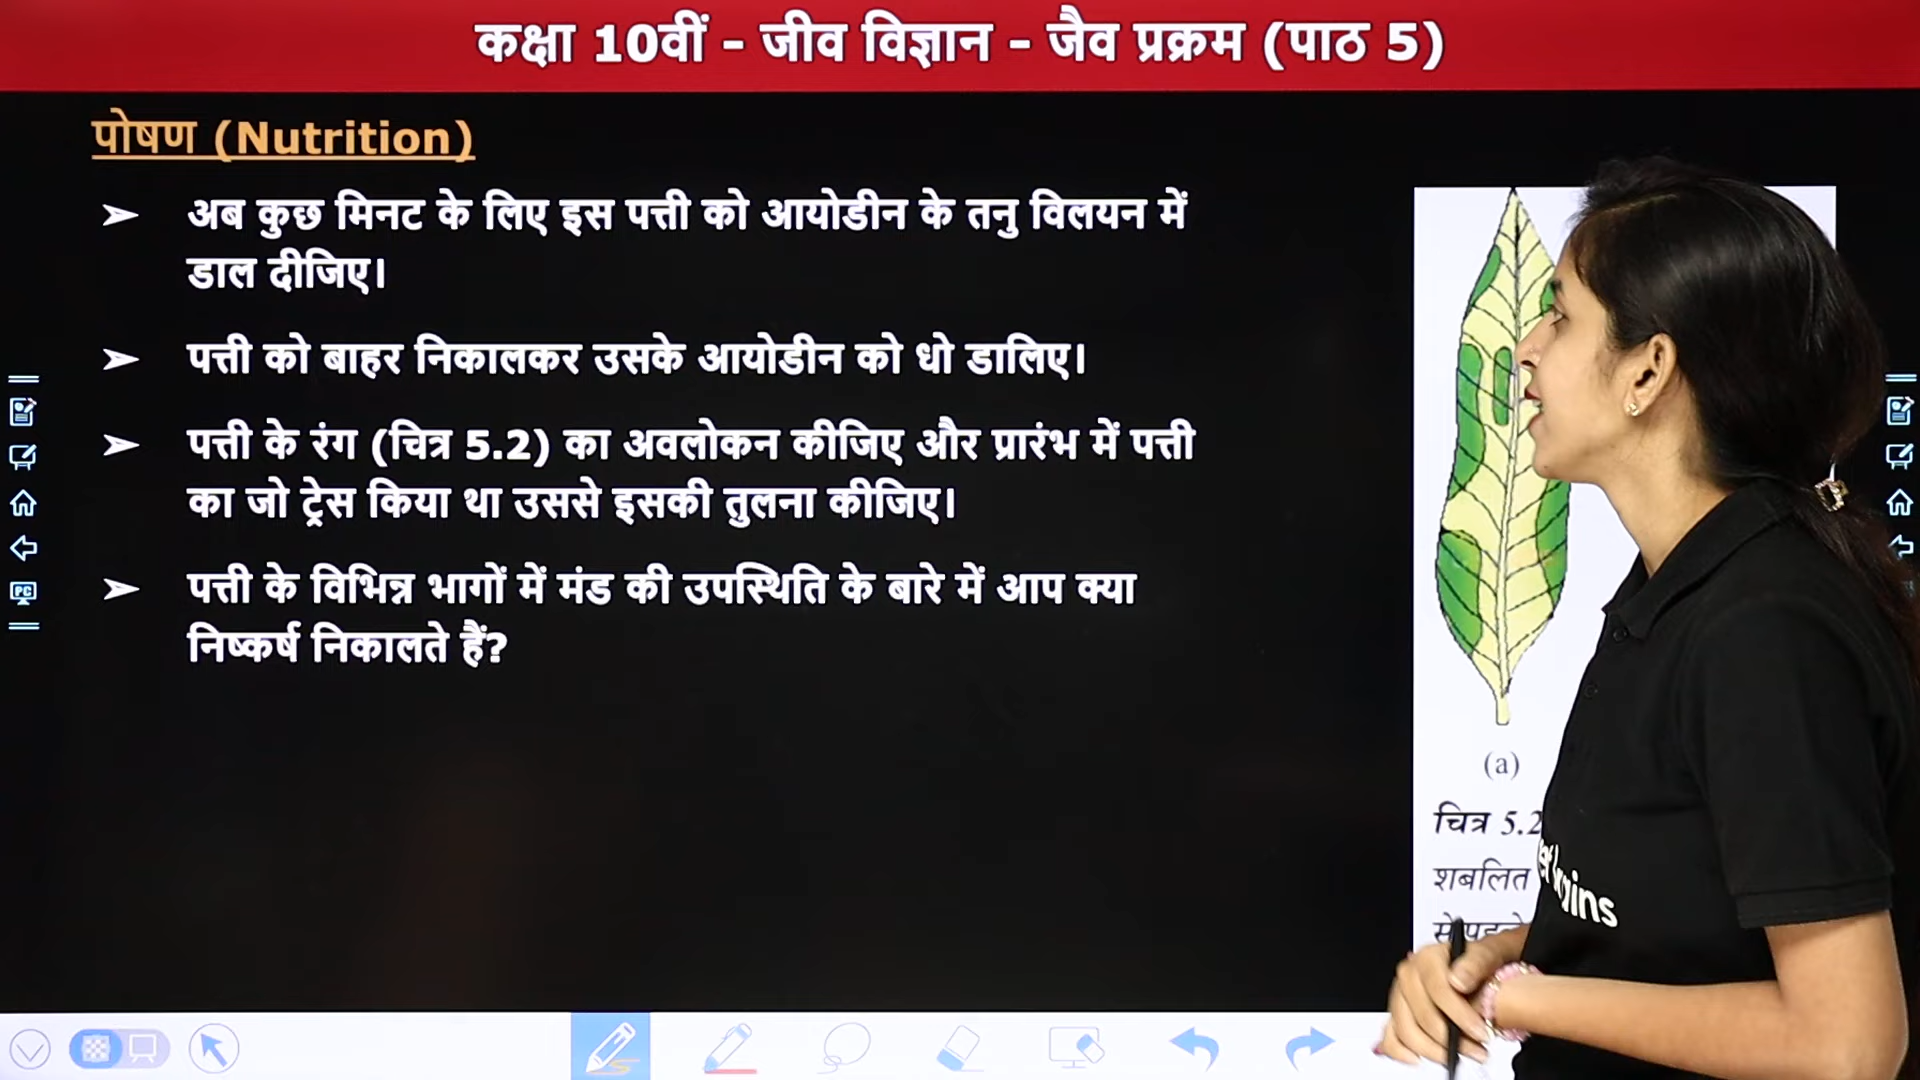 कक्षा 10वीं - जीव विज्ञान - जैव प्रक्रम (पाठ 5)
पोषण (Nutrition)
➢ अब कुछ मिनट के लिए इस पत्ती को आयोडीन के तनु विलयन में
डाल दीजिए।
➢ पत्ती को बाहर निकालकर उसके आयोडीन को धो डालिए।
➢ पत्ती के रंग (चित्र 5.2) का अवलोकन कीजिए और प्रारंभ में पत्ती
का जो ट्रेस किया था उससे इसकी तुलना कीजिए।
➢ पत्ती के विभिन्न भागों में मंड की उपस्थिति के बारे में आप क्या
निष्कर्ष निकालते हैं?
(a)
चित्र 5.2
शबलित
PC